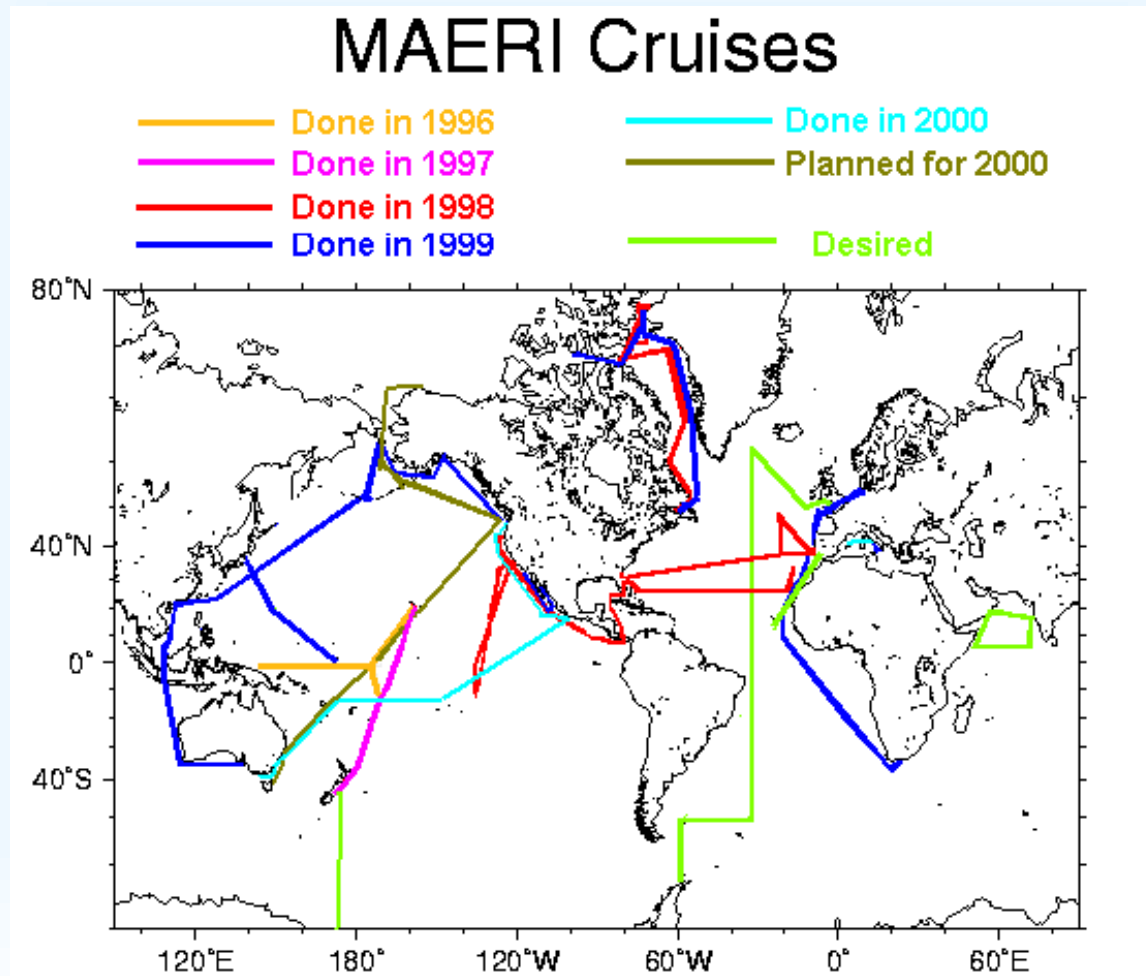 MAERI Cruises
Done in 1996
Done in 1997
Done in 1998
Done in 1999
Done in 2000
Planned for 2000
Desired
80°N
40°N
0°
40°S
120°E
180°
120°W
60°W
0°
60°E